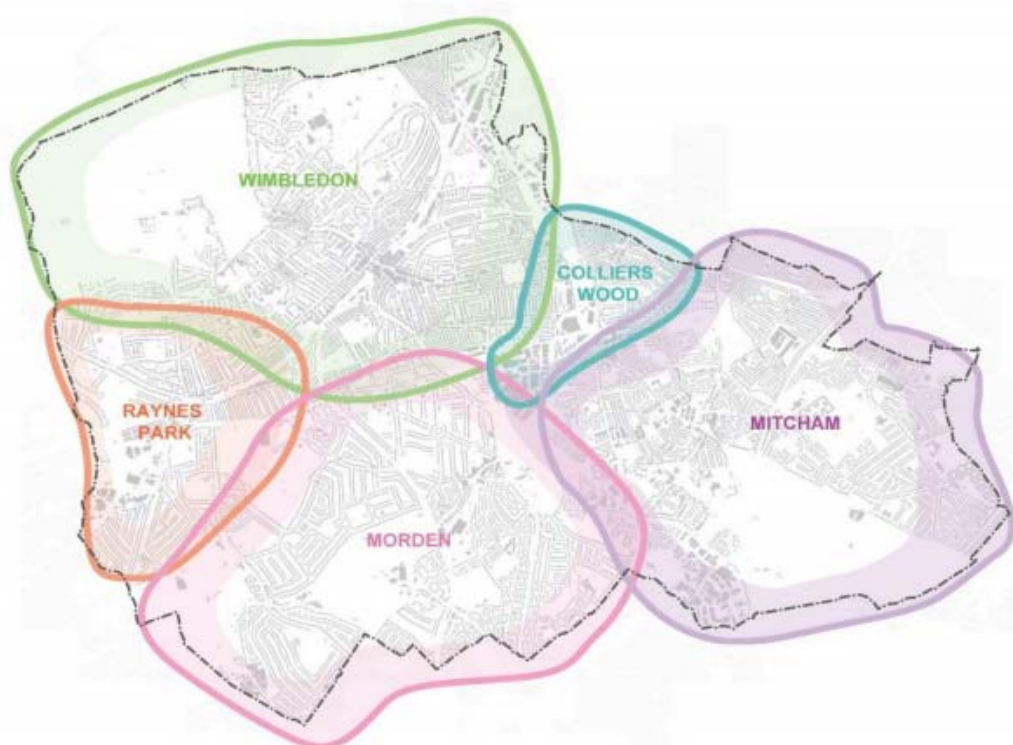 WIMBLEDON
COLLIERS
WOOD
RAYNES
PARK
MITCHAM
MORDEN